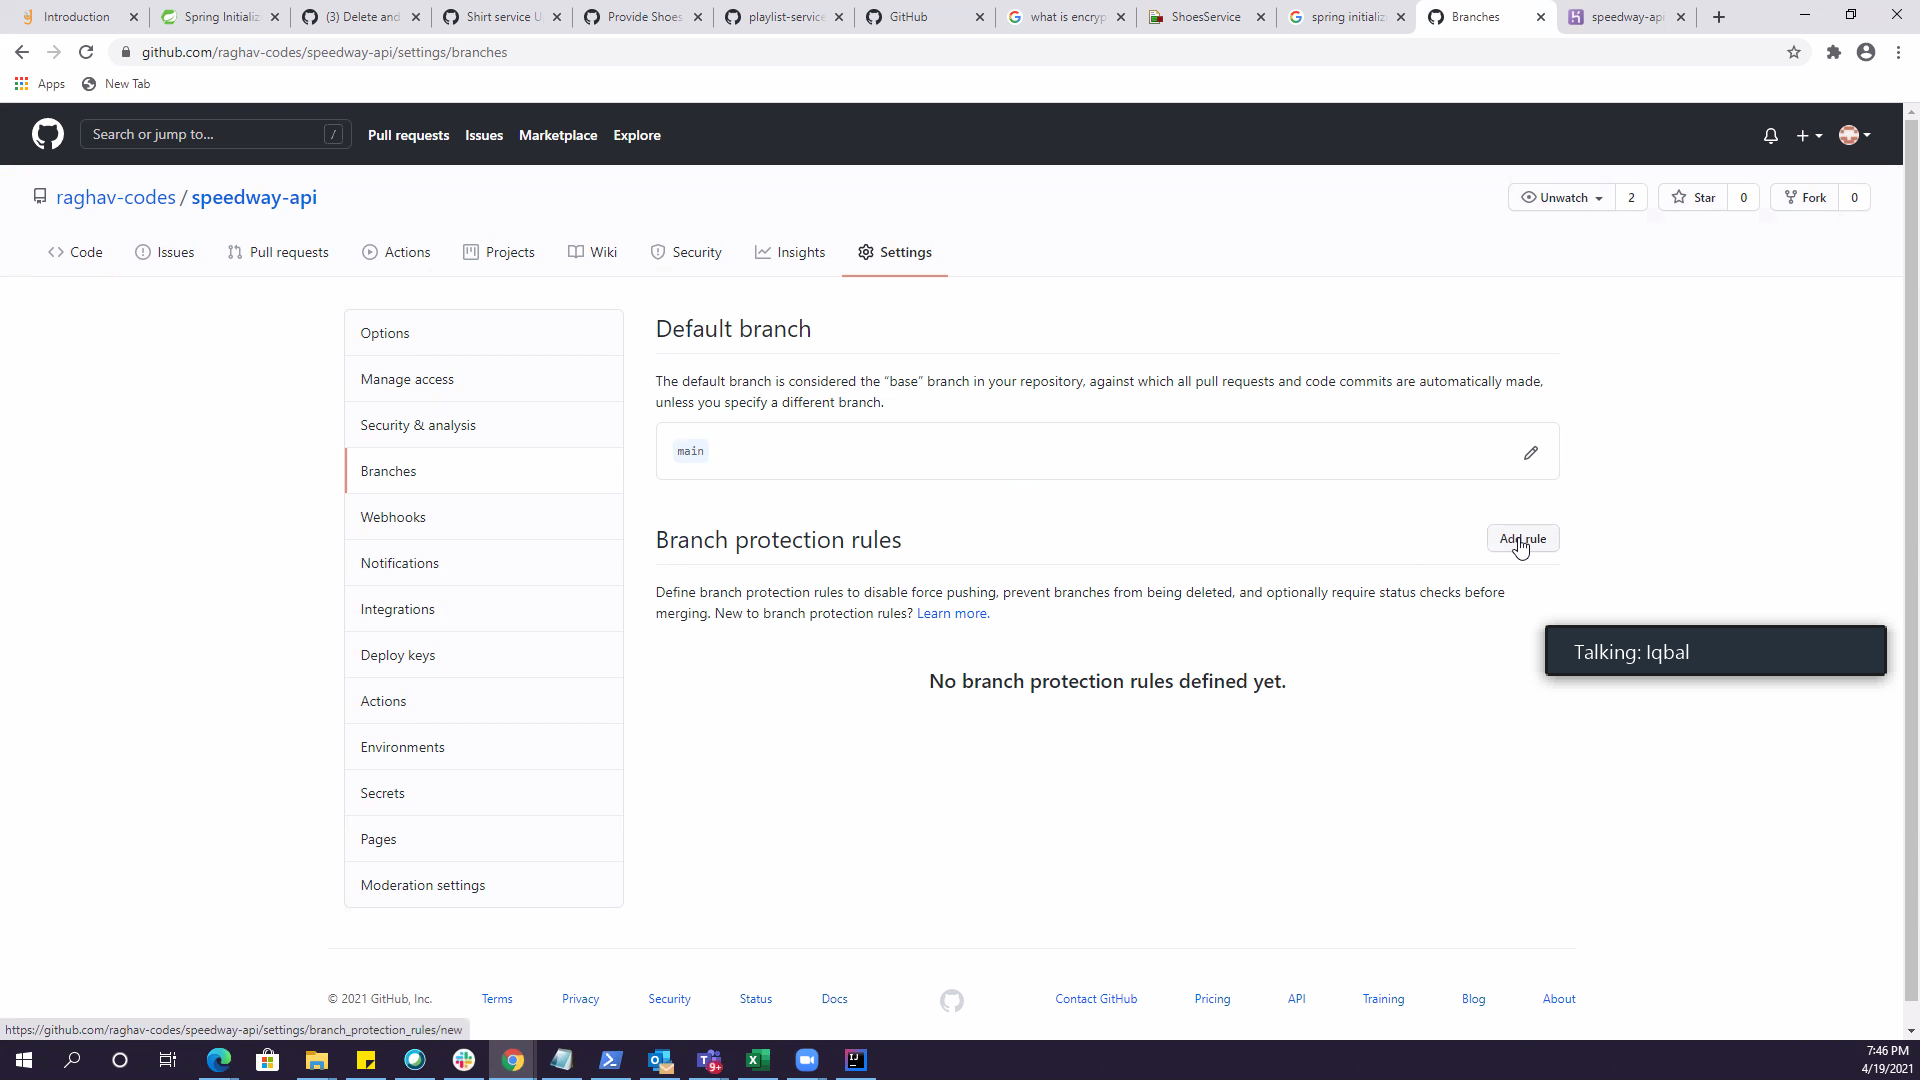 Introduction
Spring Initializ
(3) Delete and
Shirt service U
Provide Shoes
playlist-service
GitHub
what is encryp
ShoesService
spring initializ
Branches
speedway-api
github.com/raghav-codes/speedway-api/settings/branches
Apps
New Tab
Search or jump to...
/
Pull requests
Issues
Marketplace
Explore
raghav-codes / speedway-api
Unwatch 2
Star 0
Fork 0
Code
Issues
Pull requests
Actions
Projects
Wiki
Security
Insights
Settings
Options
Manage access
Security & analysis
Branches
Webhooks
Notifications
Integrations
Deploy keys
Actions
Environments
Secrets
Pages
Moderation settings
Default branch
The default branch is considered the “base” branch in your repository, against which all pull requests and code commits are automatically made,
unless you specify a different branch.
main
Branch protection rules
Add rule
Define branch protection rules to disable force pushing, prevent branches from being deleted, and optionally require status checks before
merging. New to branch protection rules? Learn more.
No branch protection rules defined yet.
Talking: Iqbal
© 2021 GitHub, Inc.
Terms
Privacy
Security
Status
Docs
Contact GitHub
Pricing
API
Training
Blog
About
https://github.com/raghav-codes/speedway-api/settings/branch_protection_rules/new
9+
7:46 PM
4/19/2021